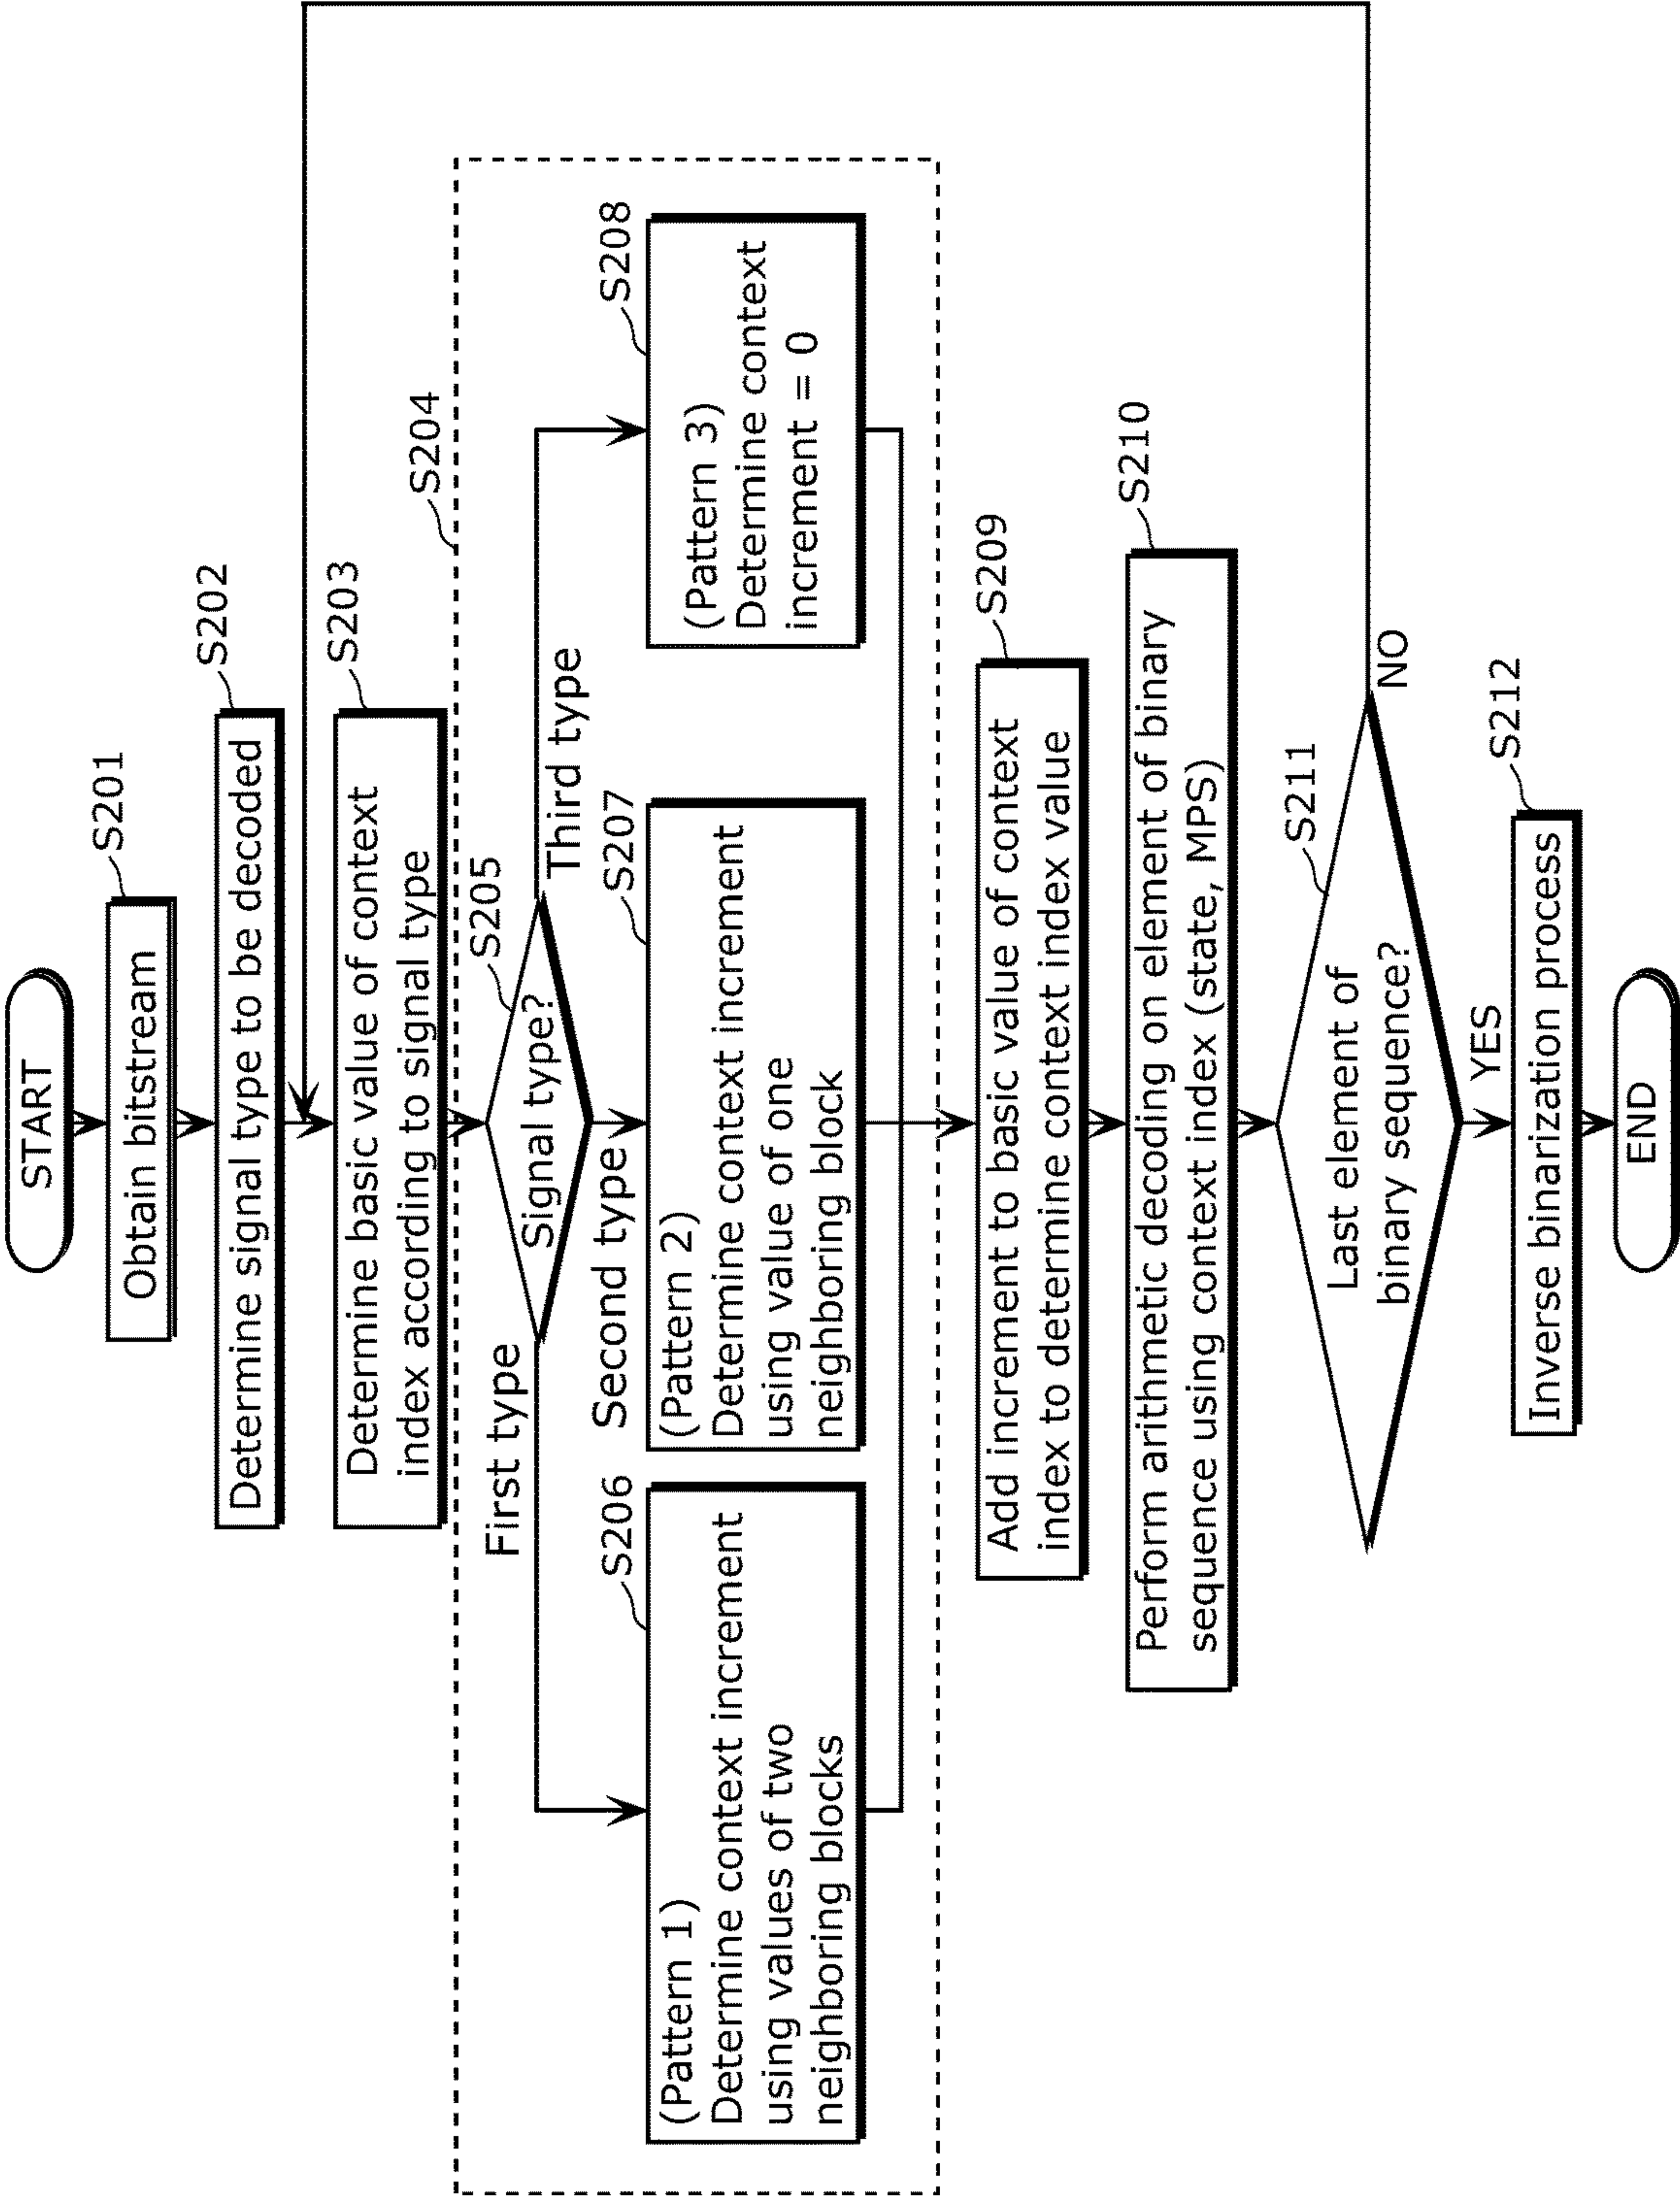 START
S201
Obtain bitstream
S202
Determine signal type to be decoded
S203
Determine basic value of context
index according to signal type
S204
S205
Signal type?
First type
Second type
Third type
S206
(Pattern 1)
Determine context increment
using values of two
neighboring blocks
S207
(Pattern 2)
Determine context increment
using value of one
neighboring block
S208
(Pattern 3)
Determine context
increment = 0
S209
Add increment to basic value of context
index to determine context index value
S210
Perform arithmetic decoding on element of binary
sequence using context index (state, MPS)
S211
Last element of
binary sequence?
NO
YES
S212
Inverse binarization process
END